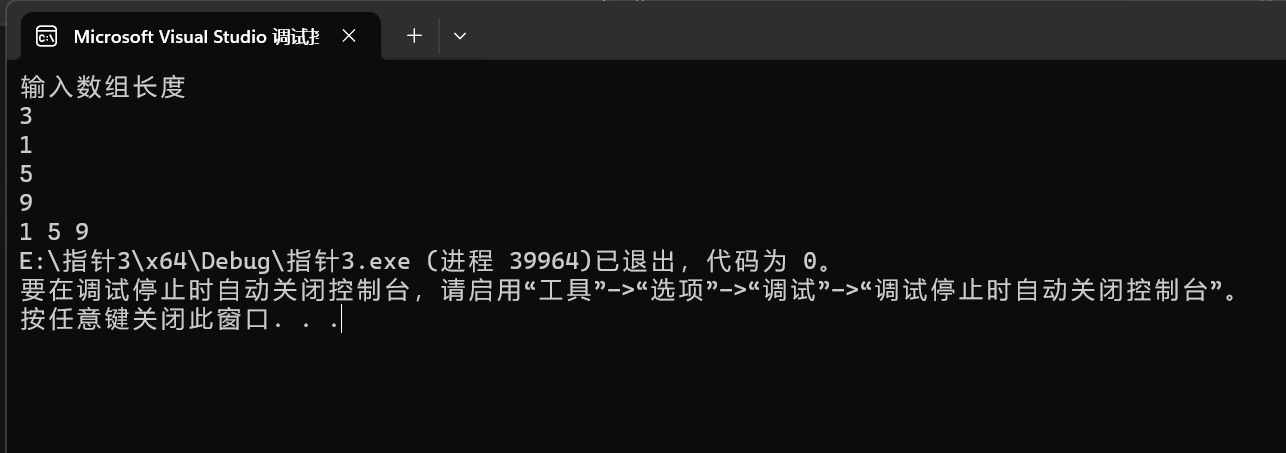 Microsoft Visual Studio 调试
输入数组长度
3
1
5
9
1 5 9
E:\指针3\x64\Debug\指针3.exe (进程 39964)已退出，代码为 0。
要在调试停止时自动关闭控制台，请启用“工具”->“选项”->“调试”->“调试停止时自动关闭控制台”。
按任意键关闭此窗口. . .